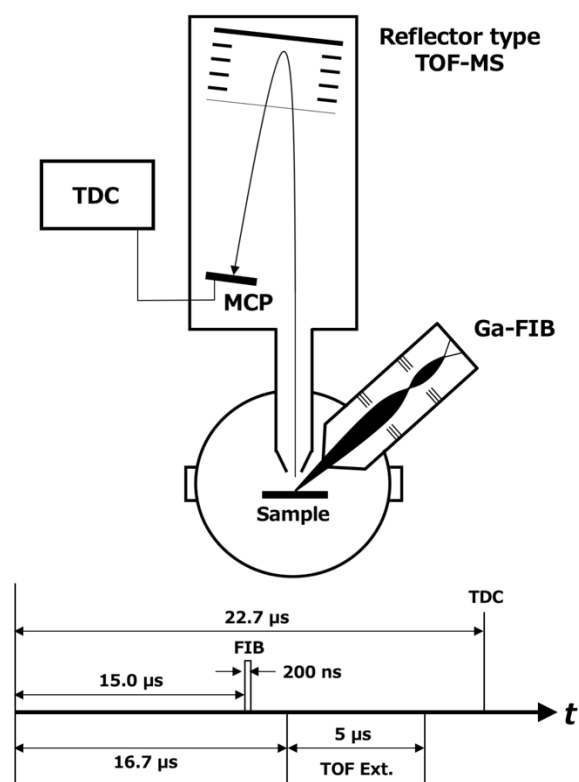 Reflector type
TOF-MS
TDC
MCP
Ga-FIB
Sample
TDC
22.7 µs
FIB
200 ns
15.0 µs
t
5 µs
16.7 µs
TOF Ext.